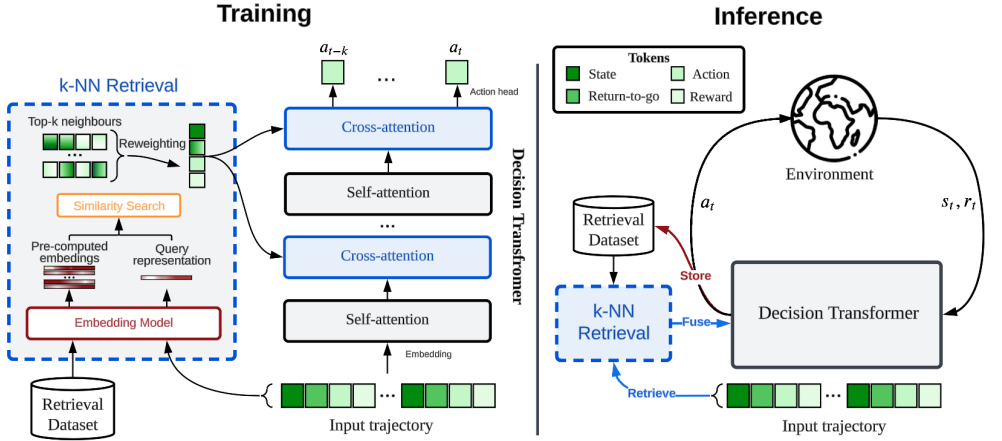 Training
k-NN Retrieval
Top-k neighbours
...
Reweighting
Similarity Search
Pre-computed
embedings
...
Query
representation
Embedding Model
Retrieval
Dataset
a_{t-k}
...
a_t
Action head
Cross-attention
Self-attention
...
Cross-attention
Self-attention
Embedding
...
Input trajectory
Decision Transfromer
Inference
Tokens
State
Action
Return-to-go
Reward
Environment
a_t
s_t, r_t
Retrieval
Dataset
Store
k-NN
Retrieval
Fuse
Decision Transformer
Retrieve
...
Input trajectory